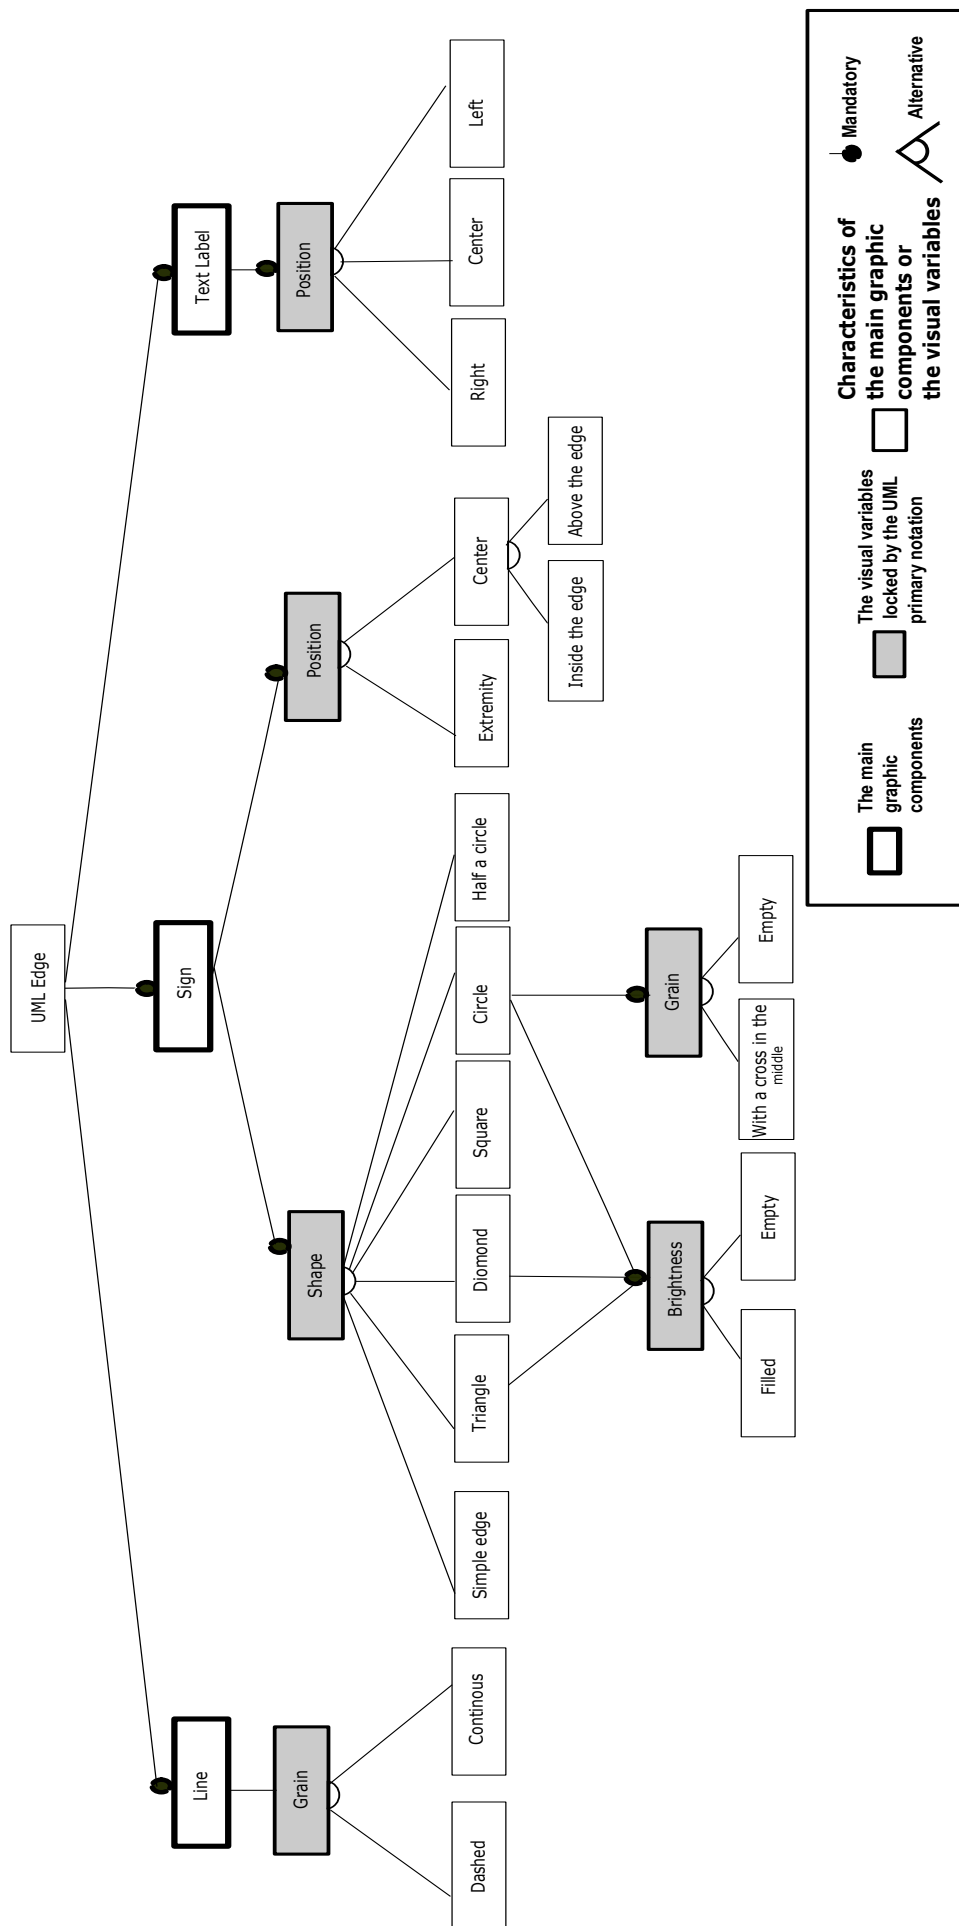 UML Edge
Line
Sign
Text Label
Grain
Shape
Position
Position
Dashed
Continous
Simple edge
Triangle
Diomond
Square
Circle
Half a circle
Extremity
Center
Right
Center
Left
Inside the edge
Above the edge
Brightness
Grain
Filled
Empty
With a cross in the
middle
Empty
The main
graphic
components
The visual variables
locked by the UML
primary notation
Characteristics of
the main graphic
components or
the visual variables
Mandatory
Alternative